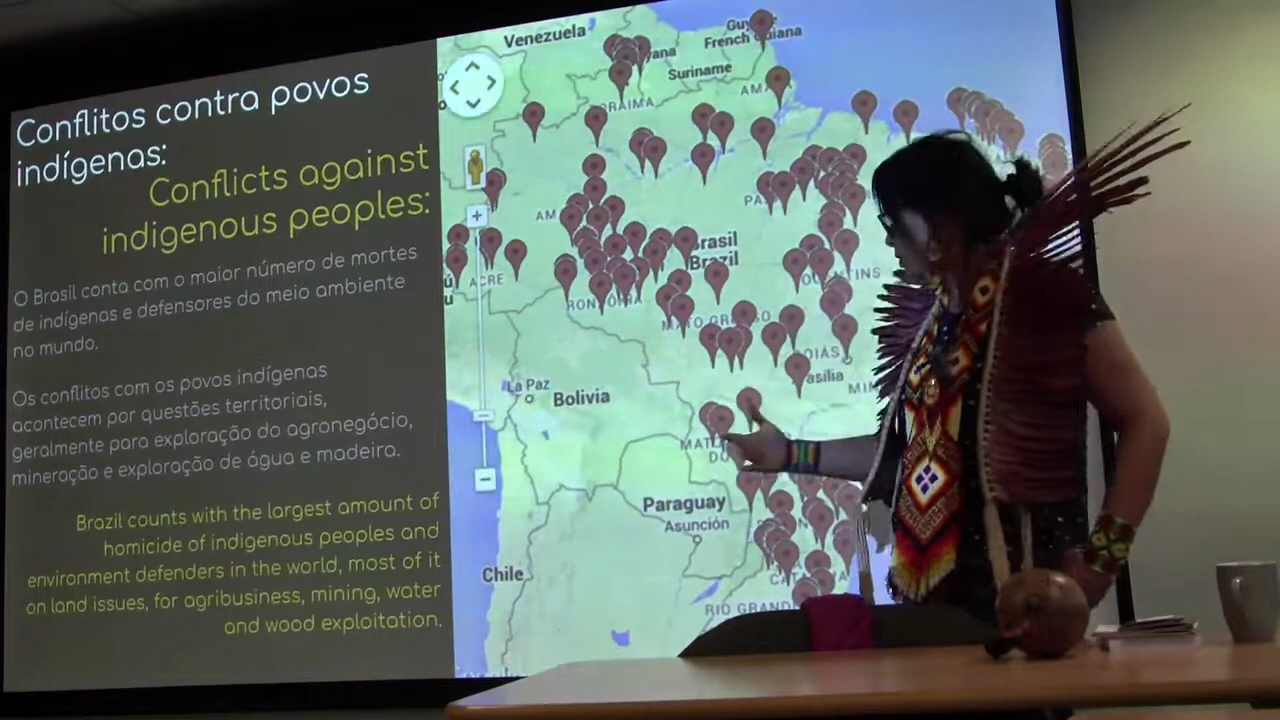 Conflitos contra povos
indígenas:
Conflicts against
indigenous peoples:
O Brasil conta com o maior número de mortes
de indígenas e defensores do meio ambiente
no mundo.
Os conflitos com os povos indígenas
acontecem por questões territoriais,
geralmente para exploração do agronegócio,
mineração e exploração de água e madeira.
Brazil counts with the largest amount of
homicide of indigenous peoples and
environment defenders in the world, most of it
on land issues, for agribusiness, mining, water
and wood exploitation.
Venezuela
French Guiana
Suriname
ACRE
Brasil
Brazil
La Paz
Bolivia
Paraguay
Asunción
Chile
RIO GRAND